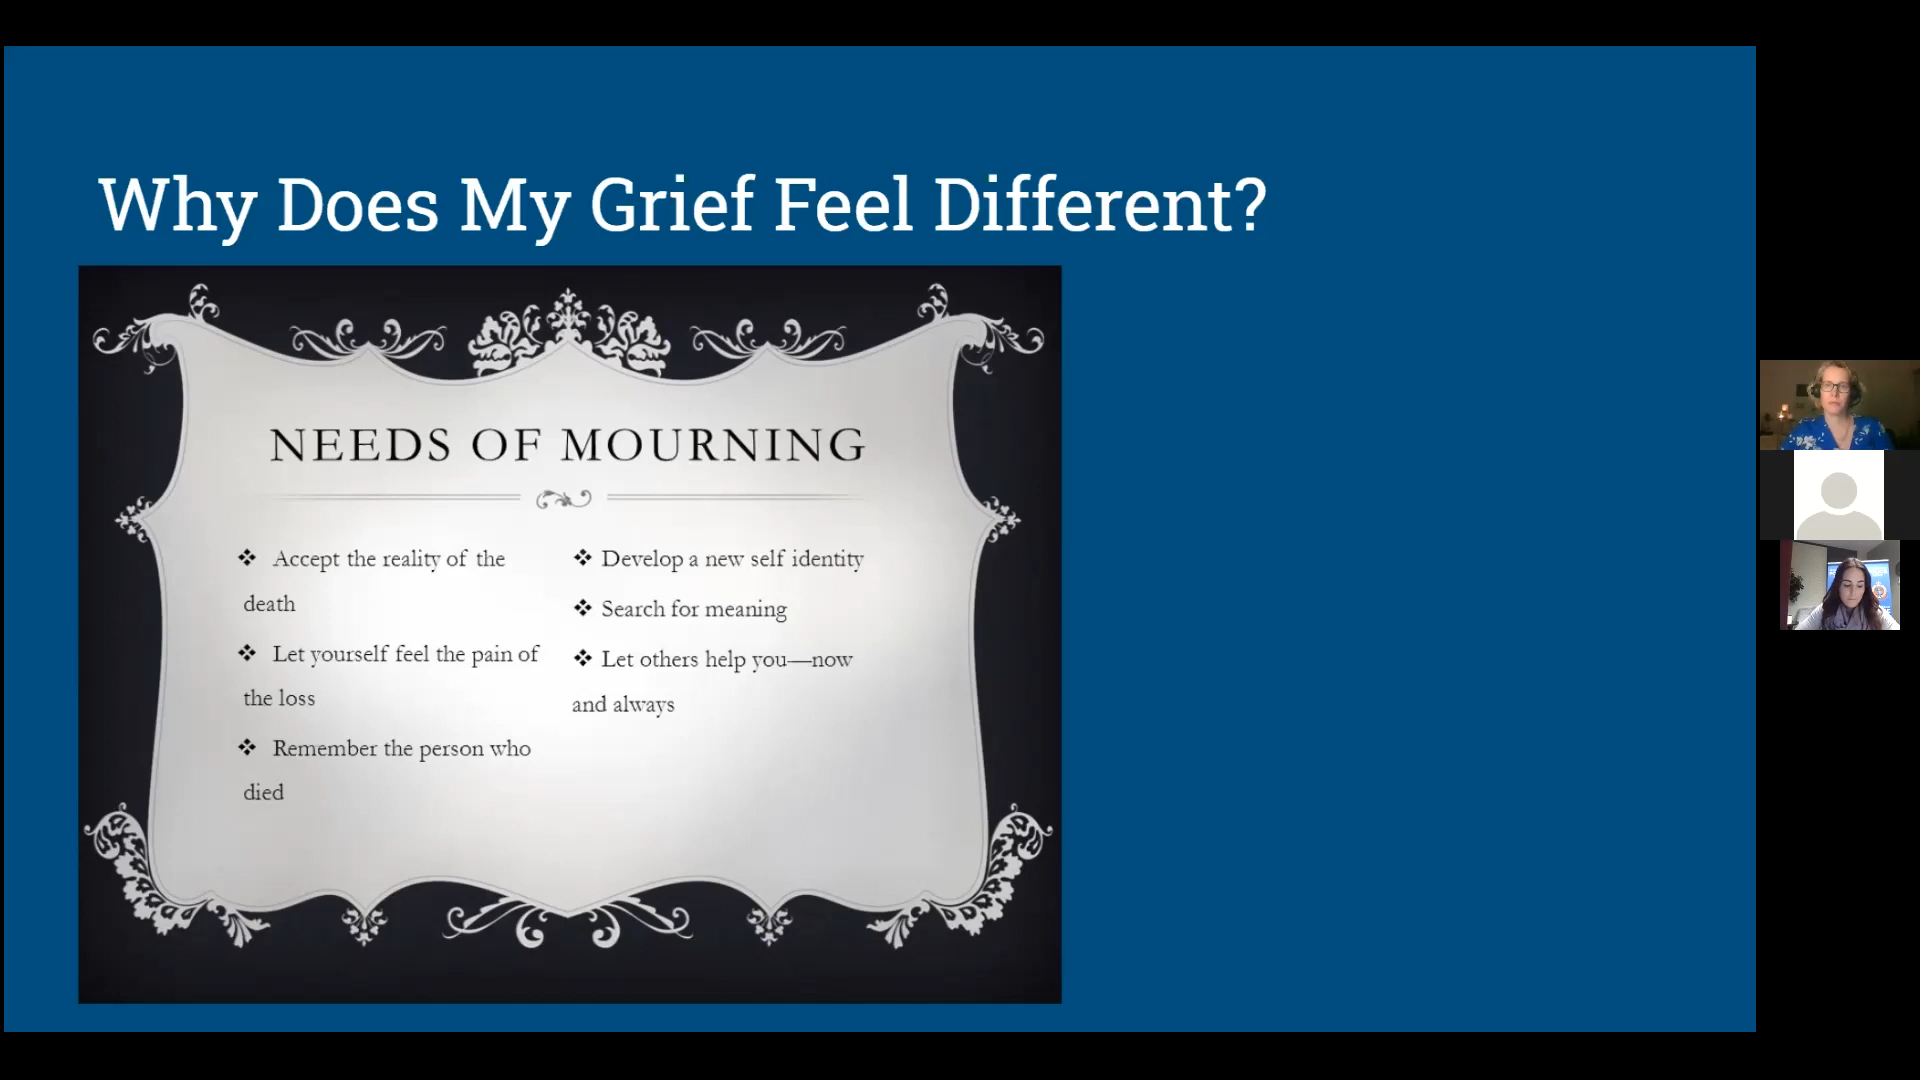 Why Does My Grief Feel Different?
NEEDS OF MOURNING
❖ Accept the reality of the
death
❖ Let yourself feel the pain of
the loss
❖ Remember the person who
died
❖ Develop a new self identity
❖ Search for meaning
❖ Let others help you—now
and always